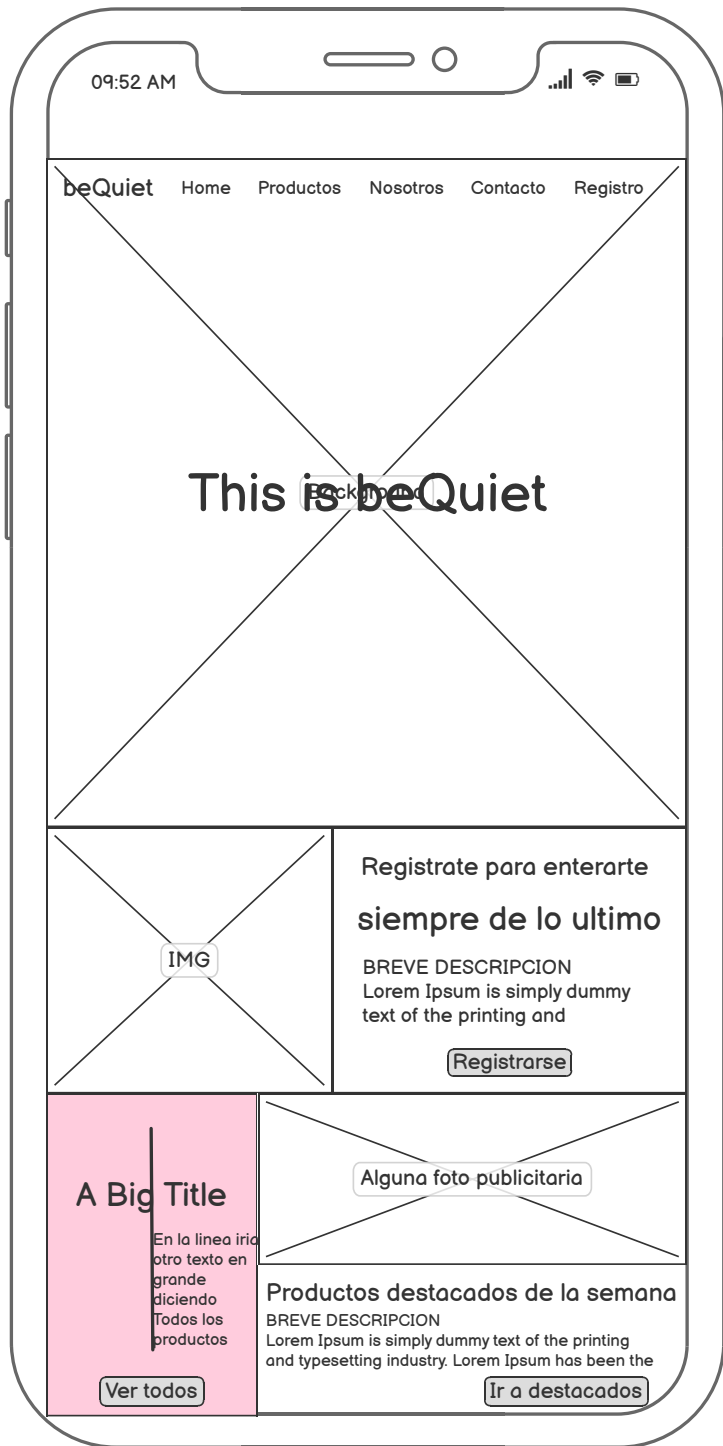 09:52 AM
beQuiet Home Productos Nosotros Contacto Registro
This is beQuiet
Background
IMG
Registrate para enterarte
siempre de lo ultimo
BREVE DESCRIPCION
Lorem Ipsum is simply dummy
text of the printing and
Registrarse
A Big Title
En la linea iria
otro texto en
grande
diciendo
Todos los
productos
Ver todos
Alguna foto publicitaria
Productos destacados de la semana
BREVE DESCRIPCION
Lorem Ipsum is simply dummy text of the printing
and typesetting industry. Lorem Ipsum has been the
Ir a destacados